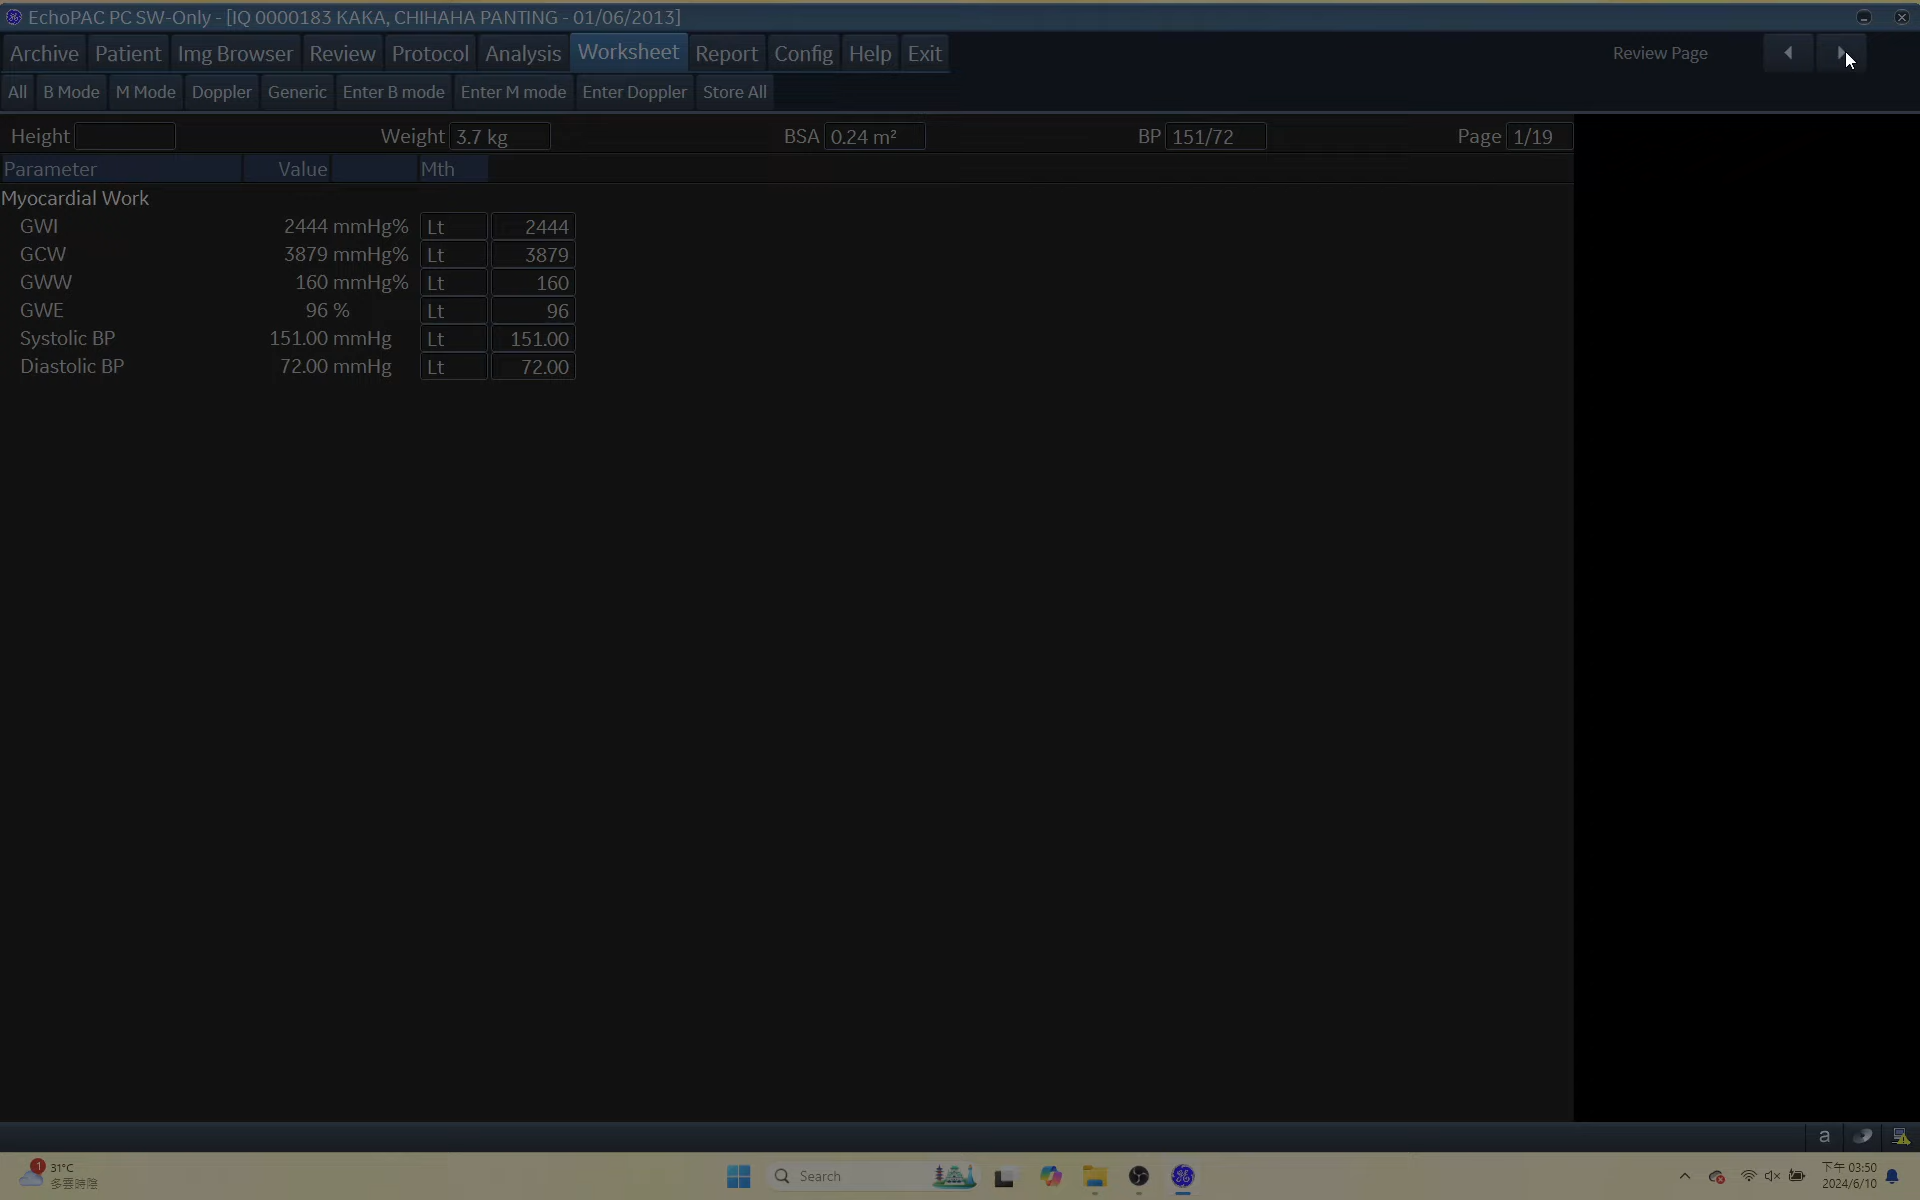 EchoPAC PC SW-Only - [IQ 0000183 KAKA, CHIHAHA PANTING - 01/06/2013]
Archive Patient Img Browser Review Protocol Analysis Worksheet Report Config Help Exit Review Page
All B Mode M Mode Doppler Generic Enter B mode Enter M mode Enter Doppler Store All
Height Weight 3.7 kg BSA 0.24 m² BP 151/72 Page 1/19
Parameter Value Mth
Myocardial Work
GWI 2444 mmHg% Lt 2444
GCW 3879 mmHg% Lt 3879
GWW 160 mmHg% Lt 160
GWE 96 % Lt 96
Systolic BP 151.00 mmHg Lt 151.00
Diastolic BP 72.00 mmHg Lt 72.00
a
1 31°C
多雲時陰
Search
下午 03:50
2024/6/10